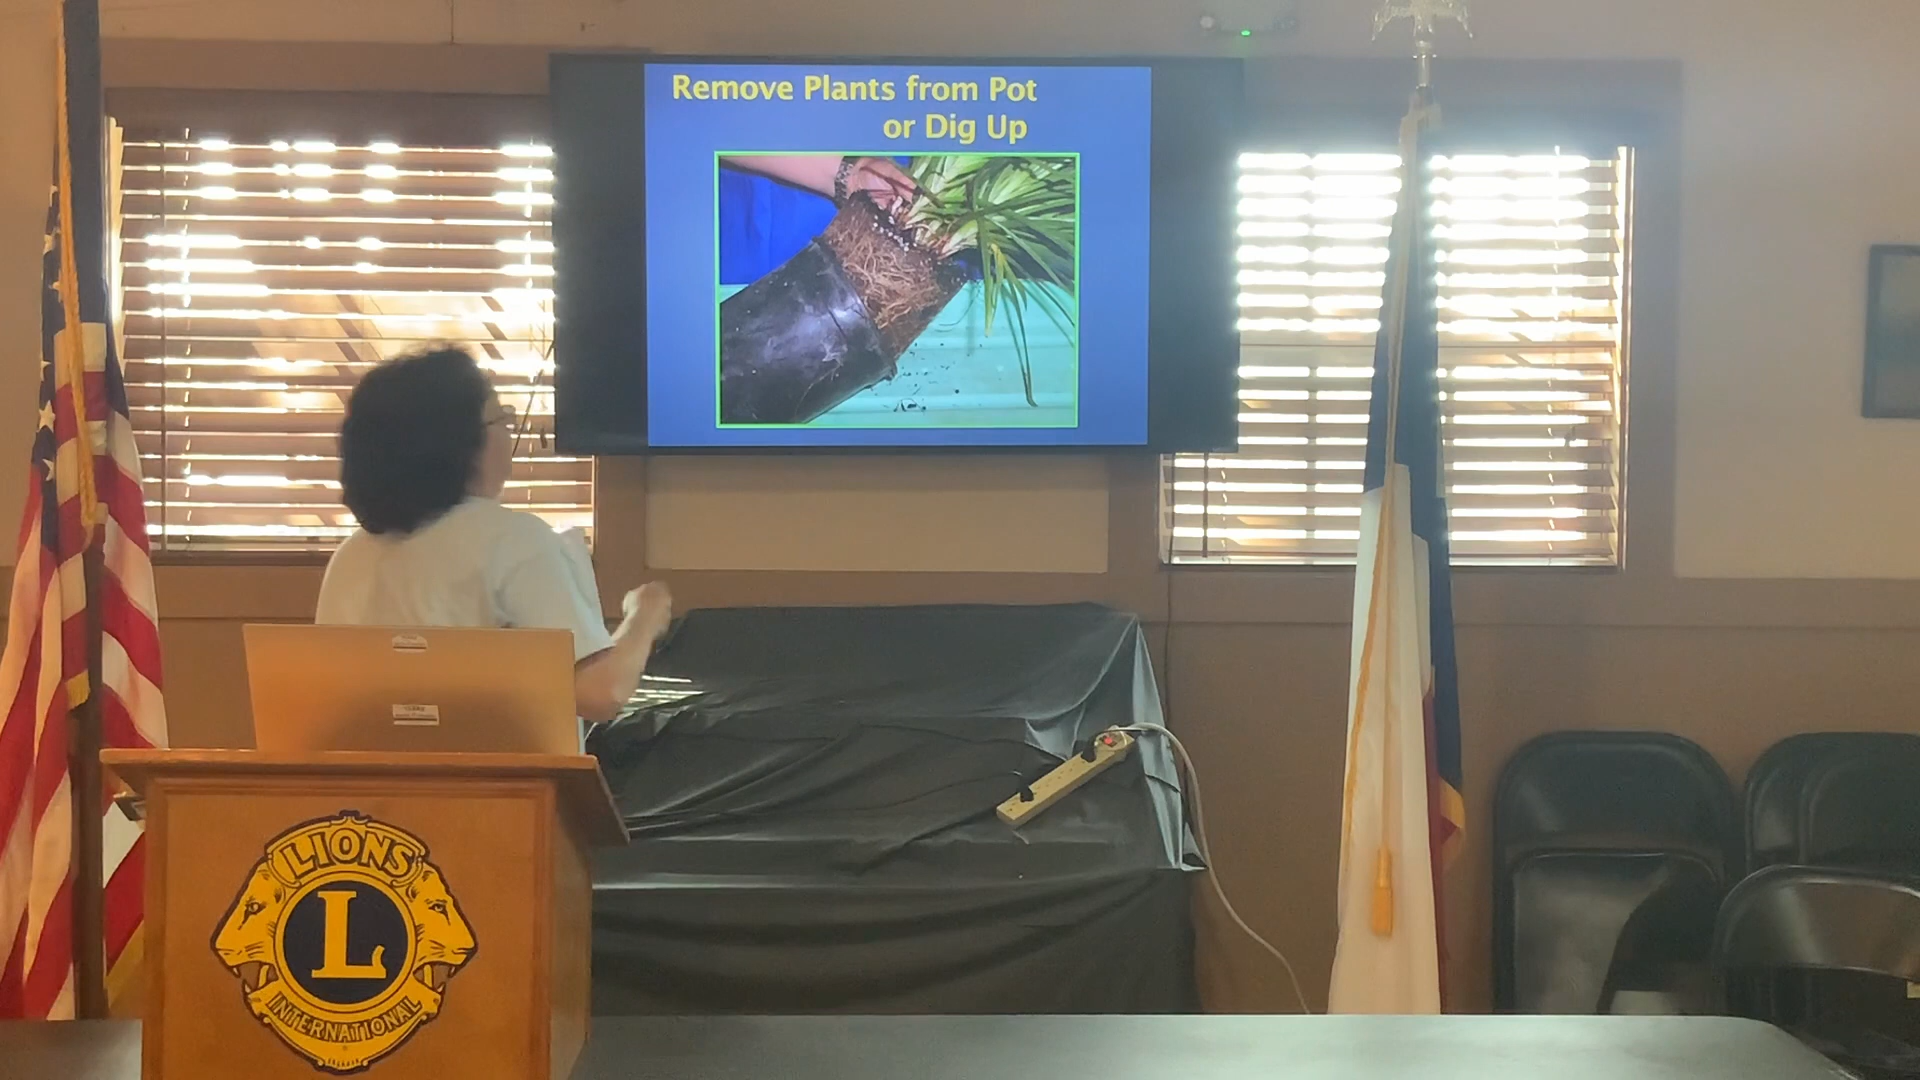 Remove Plants from Pot
or Dig Up
LIONS
L
INTERNATIONAL